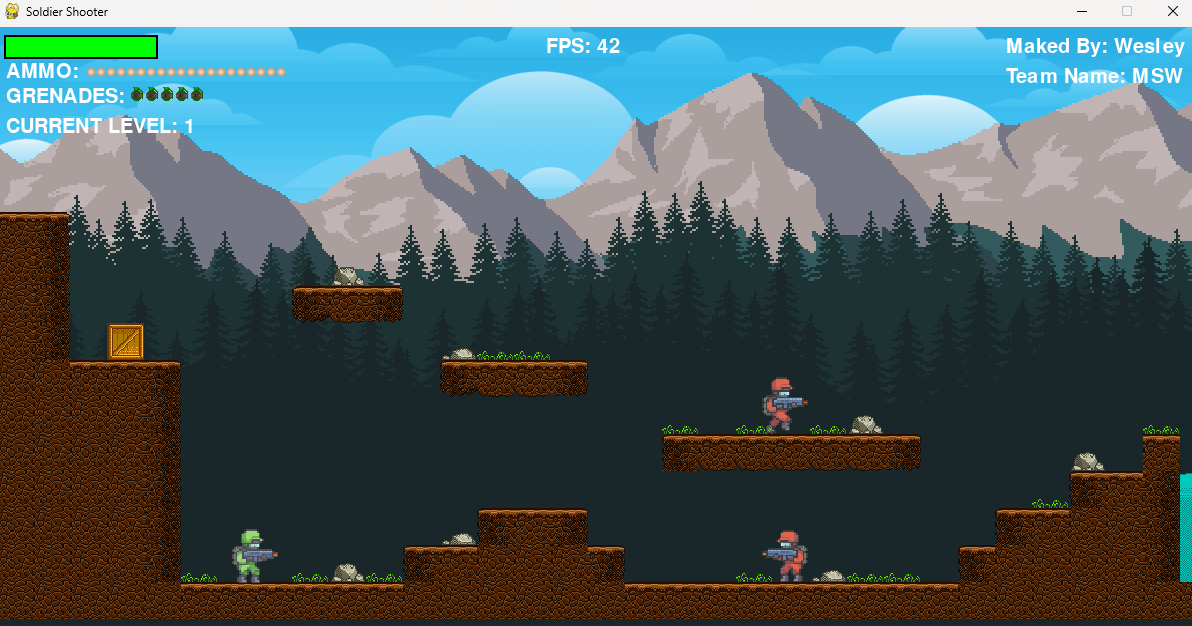 Soldier Shooter
FPS: 42
Maked By: Wesley
AMMO:
Team Name: MSW
GRENADES:
CURRENT LEVEL: 1